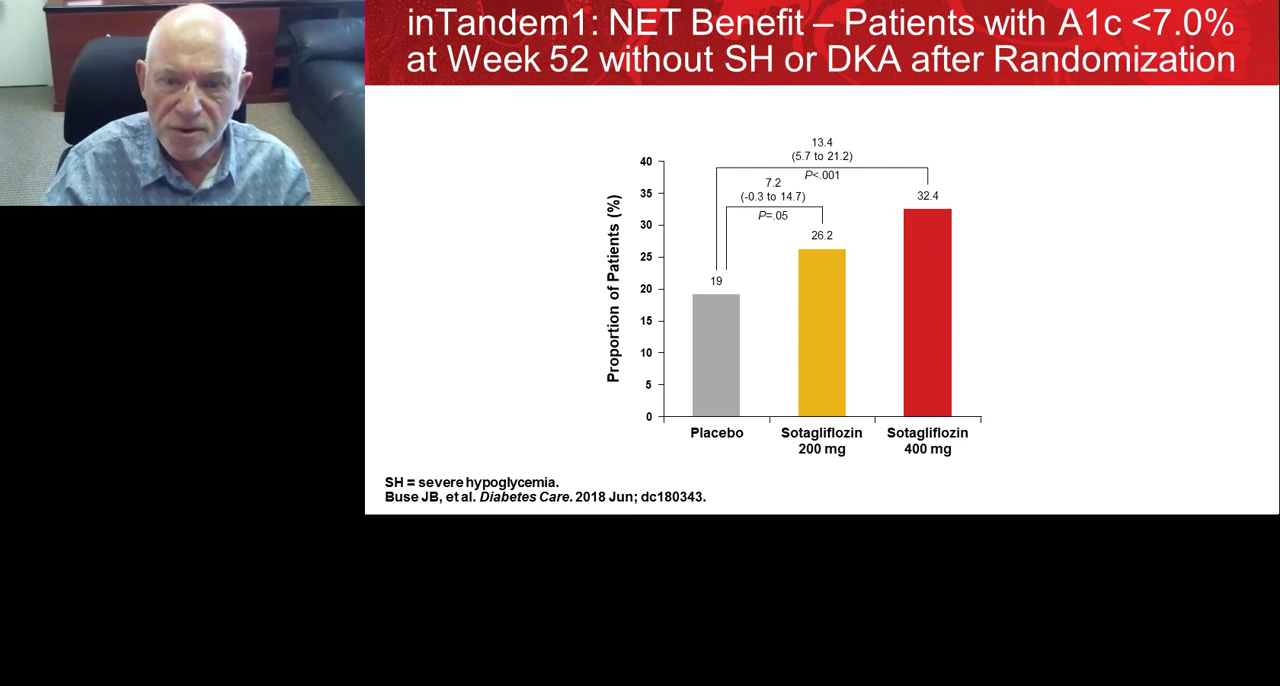 inTandem1: NET Benefit – Patients with A1c <7.0%
at Week 52 without SH or DKA after Randomization
13.4
(5.7 to 21.2)
P<.001
7.2
(-0.3 to 14.7)
P=.05
Proportion of Patients (%)
40
35
30
25
20
15
10
5
0
19
26.2
32.4
Placebo
Sotagliflozin
200 mg
Sotagliflozin
400 mg
SH = severe hypoglycemia.
Buse JB, et al. Diabetes Care. 2018 Jun; dc180343.